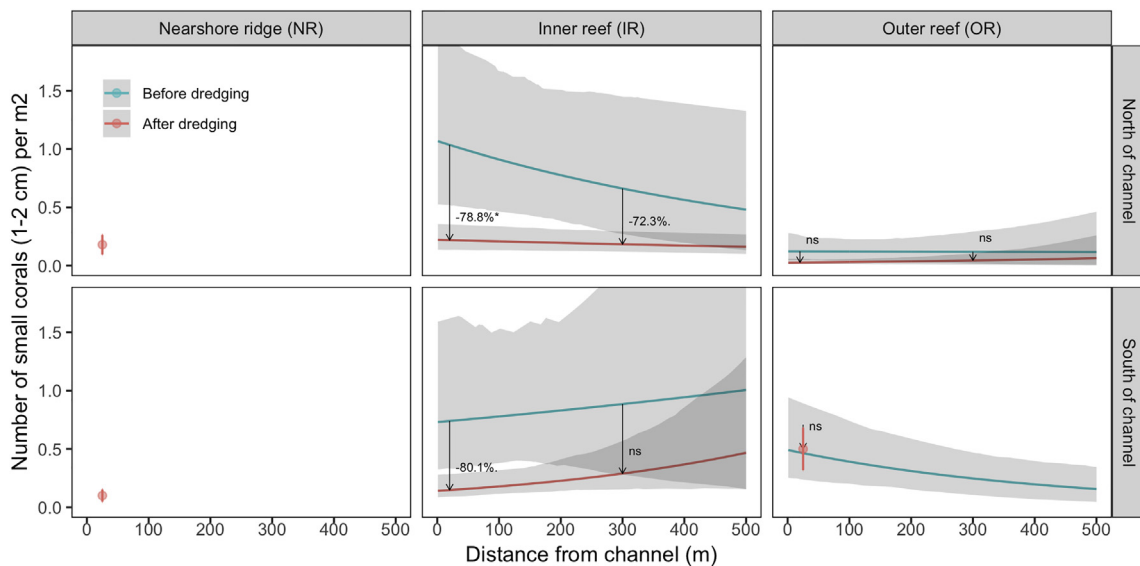 Nearshore ridge (NR)
Inner reef (IR)
Outer reef (OR)
Number of small corals (1-2 cm) per m2
1.5
1.0
0.5
0.0
Before dredging
After dredging
-78.8%*
-72.3%.
ns
ns
North of channel
1.5
1.0
0.5
0.0
-80.1%.
ns
ns
South of channel
0 100 200 300 400 500
0 100 200 300 400 500
0 100 200 300 400 500
Distance from channel (m)